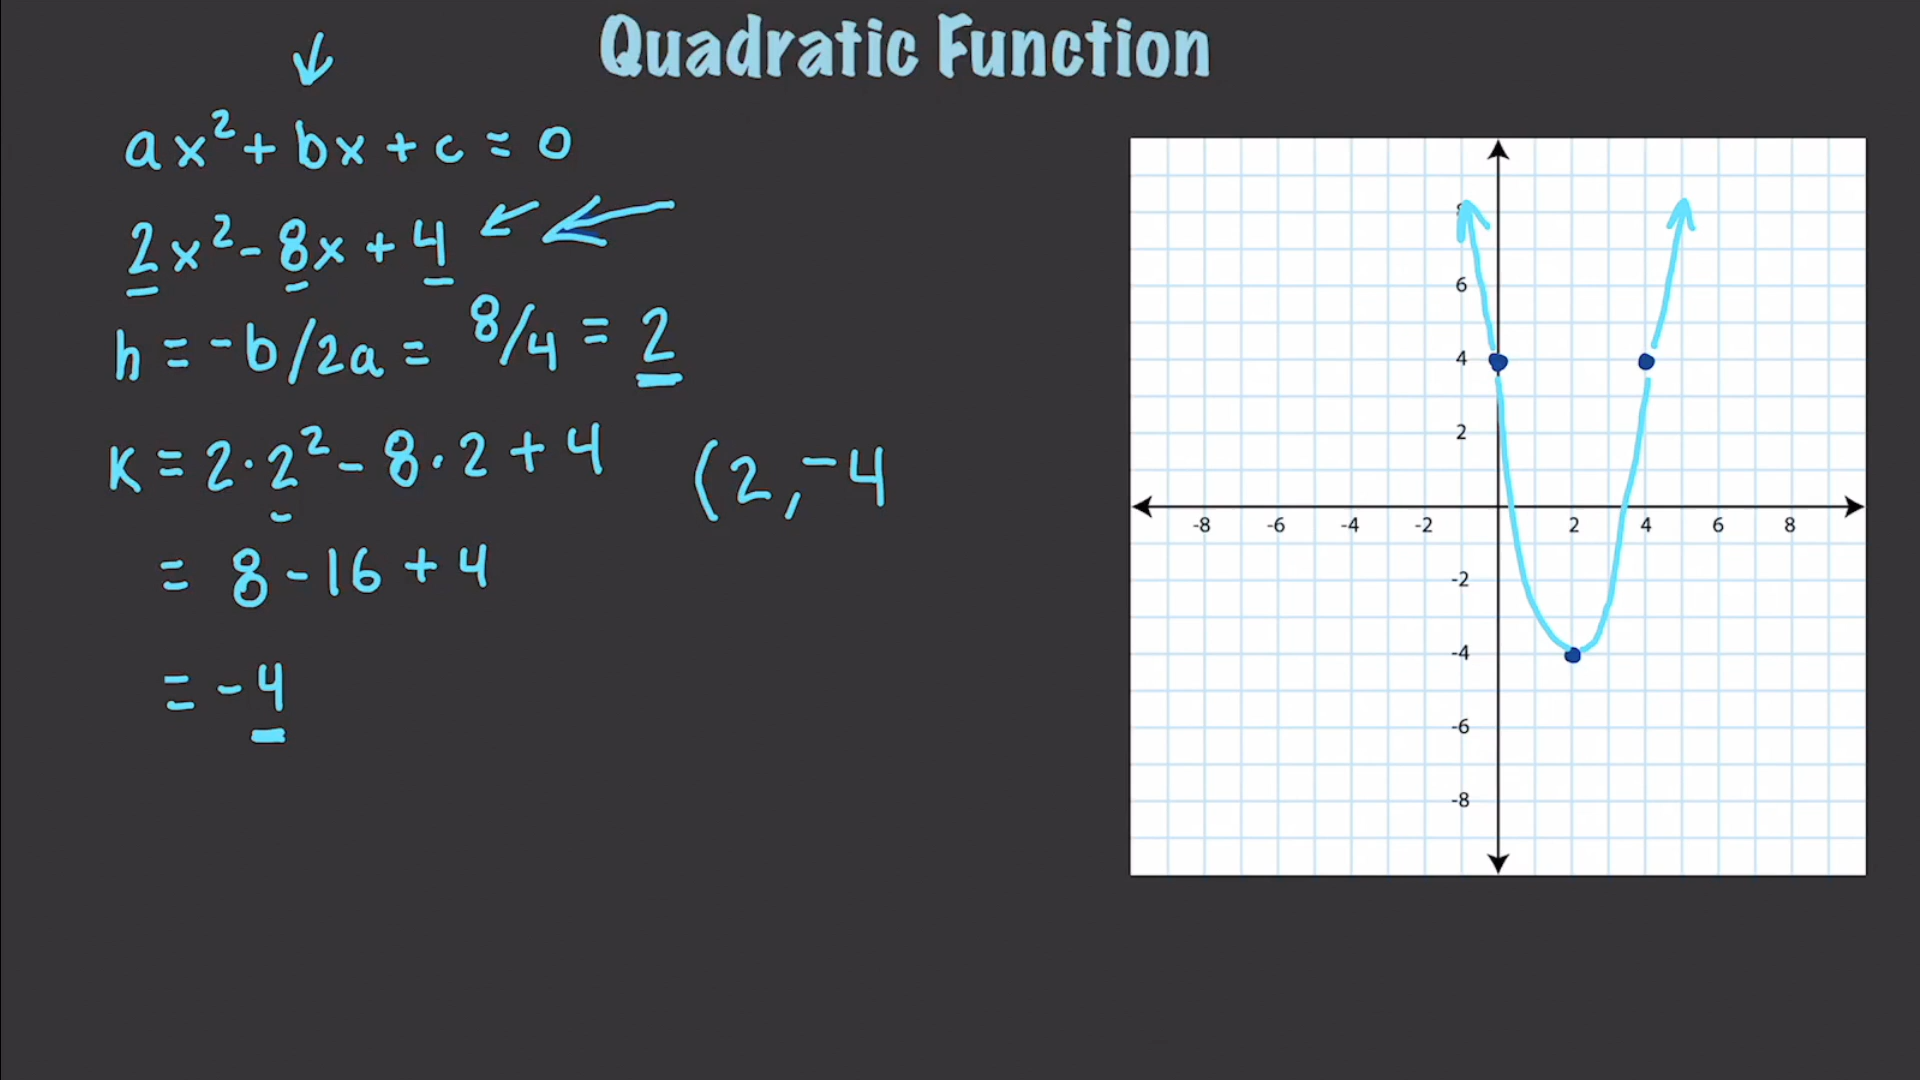 Quadratic Function
ax²+bx+c=0
2x²-8x+4
h=-b/2a=8/4=2
K=2·2²-8·2+4
(2,-4
=8-16+4
=-4
8
6
4
2
-8 -6 -4 -2 2 4 6 8
-2
-4
-6
-8